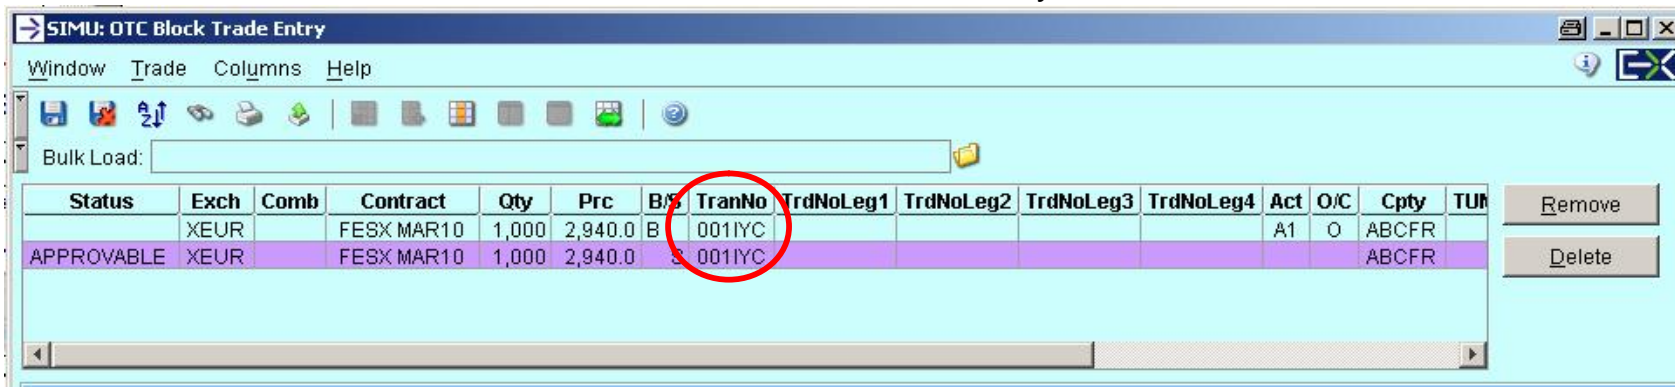 SIMU: OTC Block Trade Entry
Window Trade Columns Help
Bulk Load:
Status Exch Comb Contract Qty Prc B/S TranNo TrdNoLeg1 TrdNoLeg2 TrdNoLeg3 TrdNoLeg4 Act O/C Cpty TUM
XEUR FESX MAR10 1,000 2,940.0 B 001IYC A1 O ABCFR
APPROVABLE XEUR FESX MAR10 1,000 2,940.0 S 001IYC ABCFR
Remove
Delete